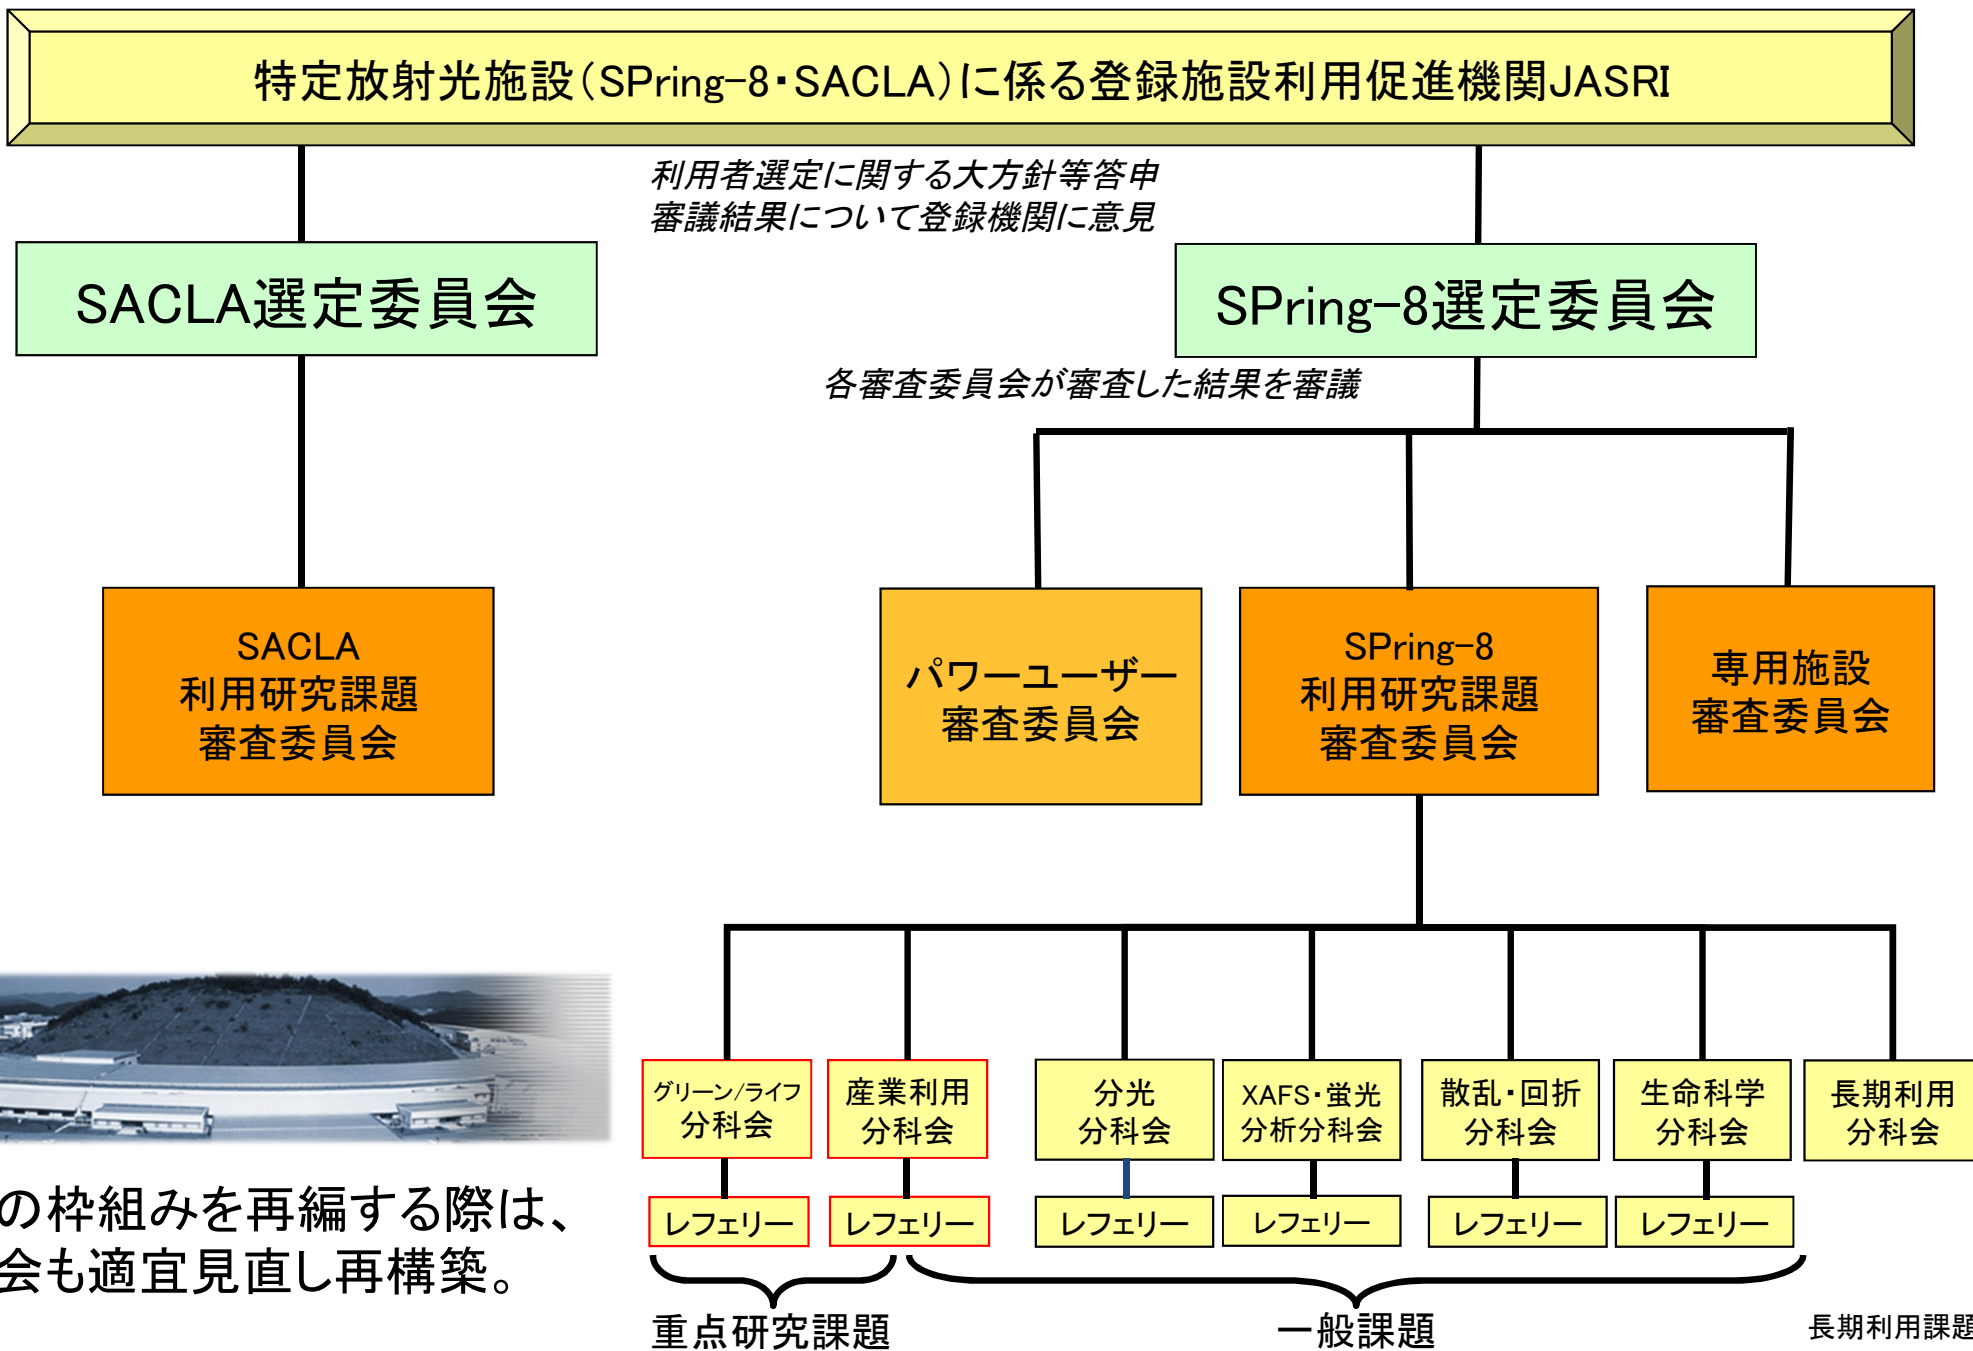 特定放射光施設(SPring-8・SACLA)に係る登録施設利用促進機関JASRI
利用者選定に関する大方針等答申
審議結果について登録機関に意見
SACLA選定委員会
SPring-8選定委員会
各審査委員会が審査した結果を審議
SACLA
利用研究課題
審査委員会
パワーユーザー
審査委員会
SPring-8
利用研究課題
審査委員会
専用施設
審査委員会
グリーン/ライフ
分科会
産業利用
分科会
分光
分科会
XAFS・蛍光
分析分科会
散乱・回折
分科会
生命科学
分科会
長期利用
分科会
レフェリー
レフェリー
レフェリー
レフェリー
レフェリー
レフェリー
の枠組みを再編する際は、
会も適宜見直し再構築。
重点研究課題
一般課題
長期利用課題